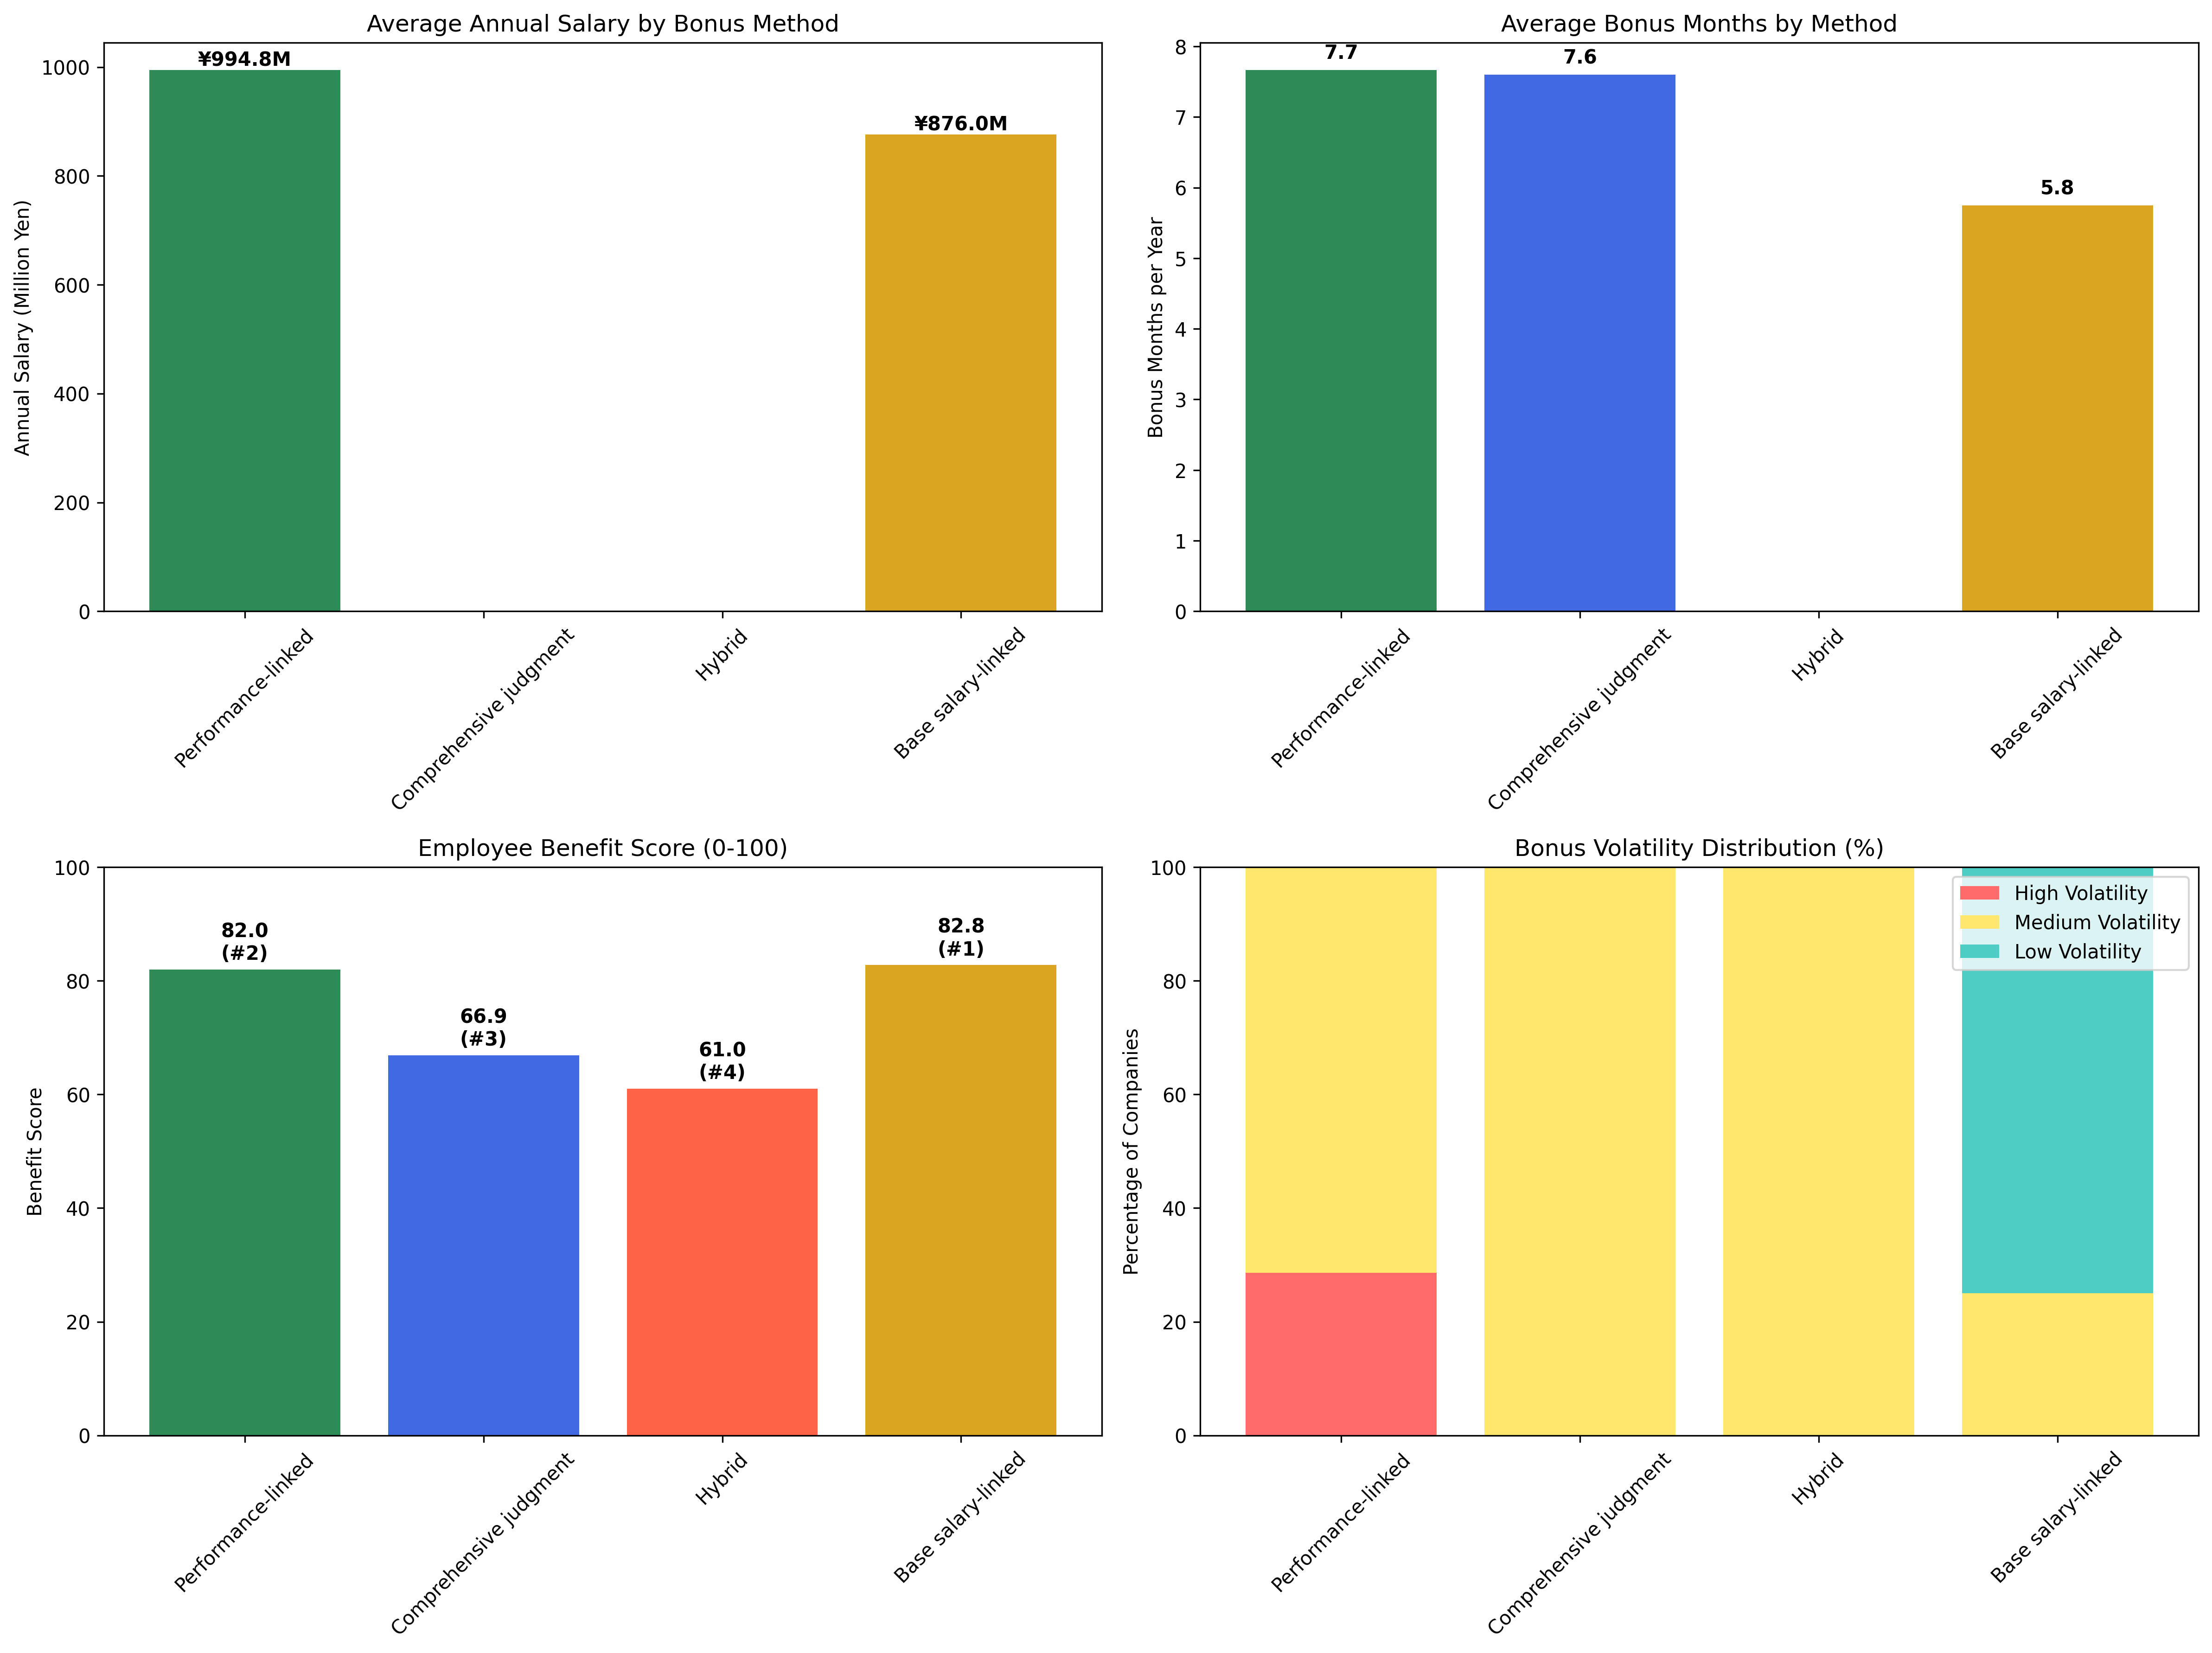 Average Annual Salary by Bonus Method
Annual Salary (Million Yen)
1000
800
600
400
200
0
¥994.8M
¥876.0M
Performance-linked
Comprehensive judgment
Hybrid
Base salary-linked
Average Bonus Months by Method
Bonus Months per Year
8
7
6
5
4
3
2
1
0
7.7
7.6
5.8
Performance-linked
Comprehensive judgment
Hybrid
Base salary-linked
Employee Benefit Score (0-100)
Benefit Score
100
80
60
40
20
0
82.0
(#2)
66.9
(#3)
61.0
(#4)
82.8
(#1)
Performance-linked
Comprehensive judgment
Hybrid
Base salary-linked
Bonus Volatility Distribution (%)
Percentage of Companies
100
80
60
40
20
0
High Volatility
Medium Volatility
Low Volatility
Performance-linked
Comprehensive judgment
Hybrid
Base salary-linked